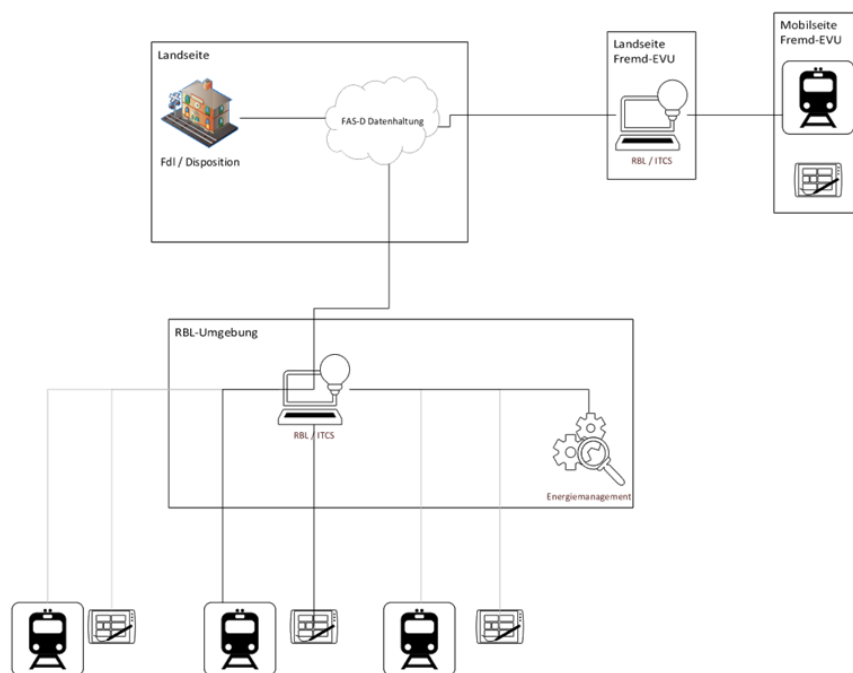 Landseite
Fdl / Disposition
FAS-D Datenhaltung
Landseite
Fremd-EVU
RBL / ITCS
Mobilseite
Fremd-EVU
RBL-Umgebung
RBL / ITCS
Energiemanagement